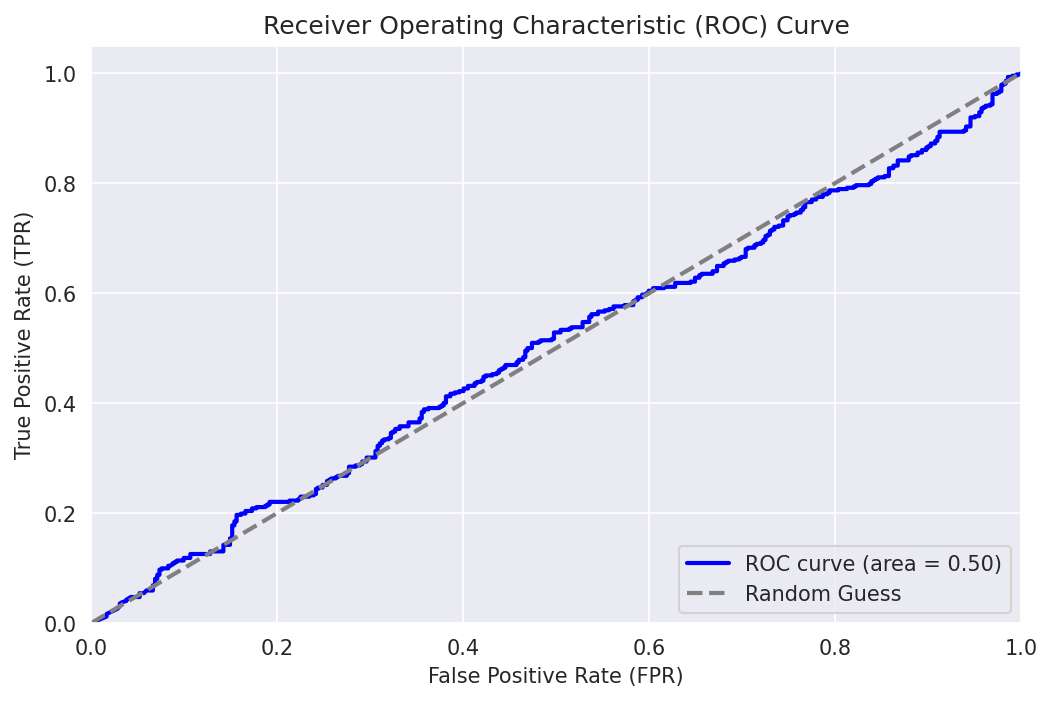 Receiver Operating Characteristic (ROC) Curve
True Positive Rate (TPR)
1.0
0.8
0.6
0.4
0.2
0.0
ROC curve (area = 0.50)
Random Guess
0.0 0.2 0.4 0.6 0.8 1.0
False Positive Rate (FPR)